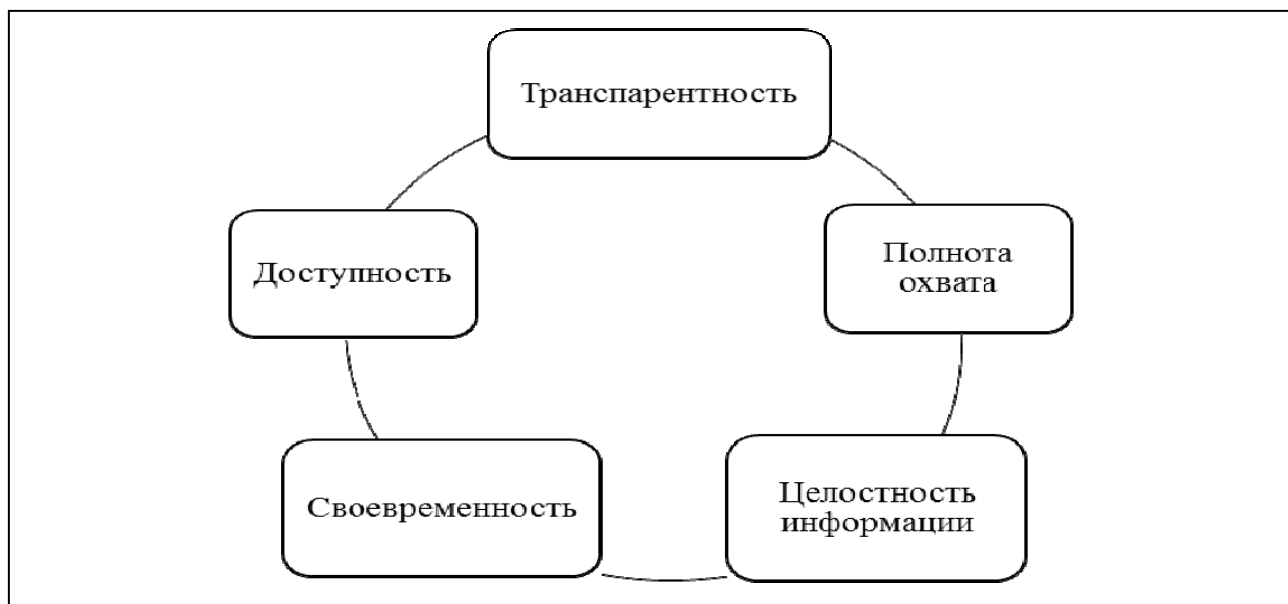 Транспарентность
Полнота
охвата
Доступность
Целостность
информации
Своевременность